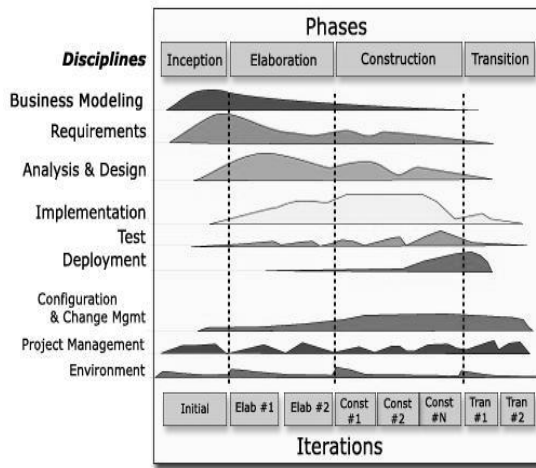 Phases
Disciplines
Inception
Elaboration
Construction
Transition
Business Modeling
Requirements
Analysis & Design
Implementation
Test
Deployment
Configuration
& Change Mgmt
Project Management
Environment
Initial
Elab #1
Elab #2
Const
#1
Const
#2
Const
#N
Tran
#1
Tran
#2
Iterations